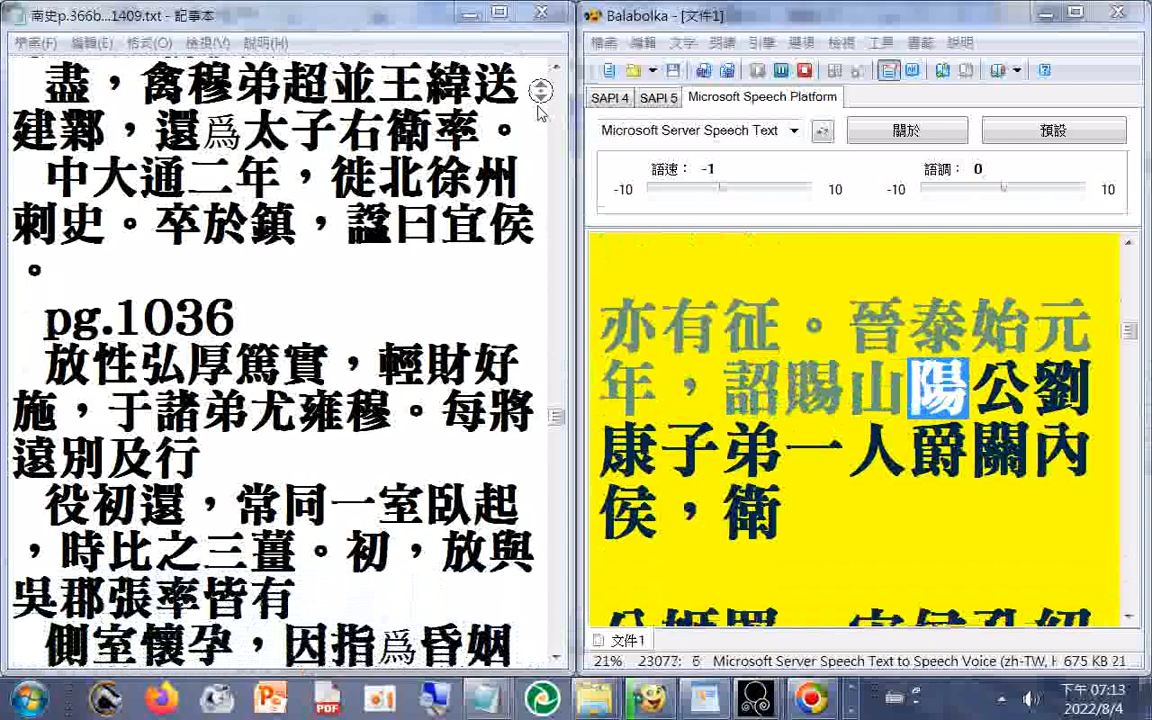 南史p.366b...1409.txt - 記事本
檔案(F) 編輯(E) 格式(O) 檢視(V) 說明(H)
盡，禽穆弟超並王緯送
建鄴，還爲太子右衛率。
中大通二年，徙北徐州
刺史。卒於鎮，諡曰宜侯
。
pg.1036
放性弘厚篤實，輕財好
施，于諸弟尤雍穆。每將
遠別及行
役初還，常同一室臥起
，時比之三薑。初，放與
吳郡張率皆有
側室懷孕，因指爲昏姻
Balabolka - [文件1]
檔案 編輯 文字 朗讀 引擎 選項 檢視 工具 書籤 說明
SAPI 4 SAPI 5 Microsoft Speech Platform
Microsoft Server Speech Text 關於 預設
語速： -1 語調： 0
-10 10 -10 10
亦有征。晉泰始元
年，詔賜山陽公劉
康子弟一人爵關內
侯，衛
文件1
21% 23077: 8 Microsoft Server Speech Text to Speech Voice (zh-TW, H 675 KB 21
PDF
下午 07:13
2022/8/4